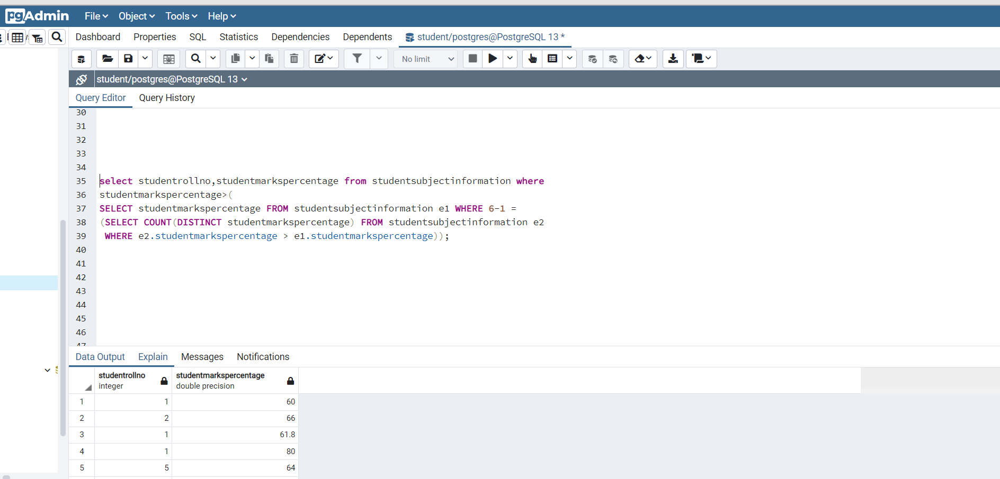 pgAdmin File Object Tools Help
Dashboard Properties SQL Statistics Dependencies Dependents student/postgres@PostgreSQL 13 *
No limit
student/postgres@PostgreSQL 13
Query Editor Query History
30
31
32
33
34
35 select studentrollno,studentmarkspercentage from studentsubjectinformation where
36 studentmarkspercentage>(
37 SELECT studentmarkspercentage FROM studentsubjectinformation e1 WHERE 6-1 =
38 (SELECT COUNT(DISTINCT studentmarkspercentage) FROM studentsubjectinformation e2
39 WHERE e2.studentmarkspercentage > e1.studentmarkspercentage));
40
41
42
43
44
45
46
47
Data Output Explain Messages Notifications
studentrollno studentmarkspercentage
integer double precision
1 1 60
2 2 66
3 1 61.8
4 1 80
5 5 64